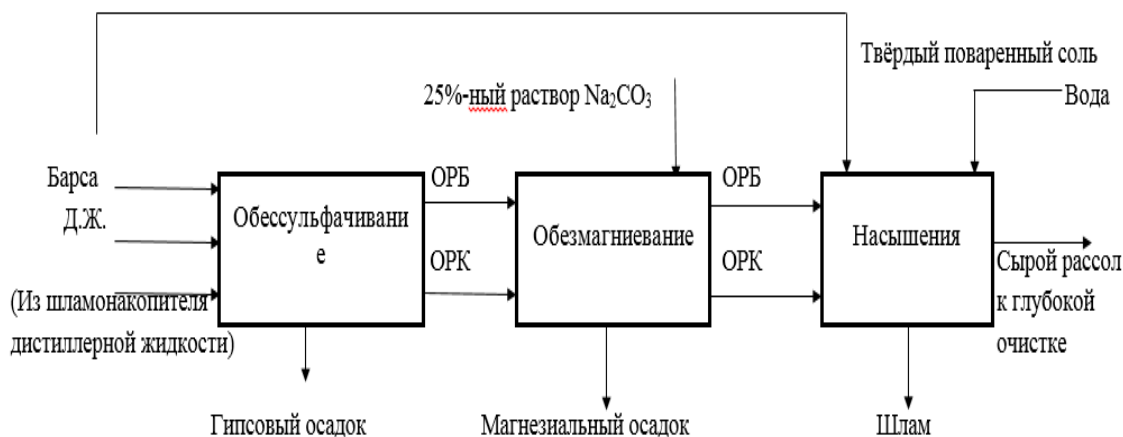 Твёрдый поваренный соль
25%-ный раствор Na₂CO₃
Вода
Барса
Д.Ж.
(Из шламонакопителя
дистиллерной жидкости)
Обессульфачивани
е
ОРБ
ОРК
Обезмагниевание
ОРБ
ОРК
Насышения
Сырой рассол
к глубокой
очистке
Гипсовый осадок
Магнезиальный осадок
Шлам